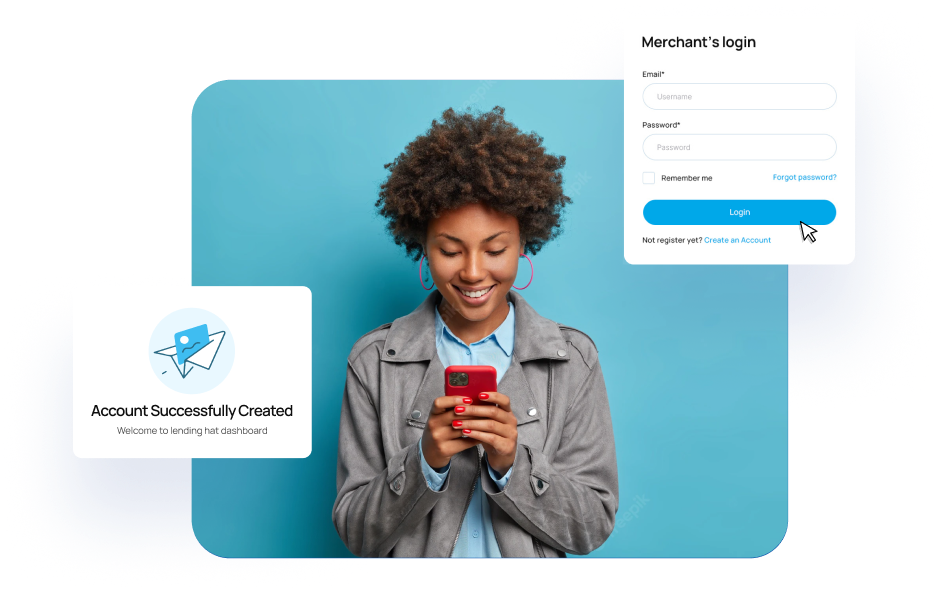 Merchant's login
Email*
Username
Password*
Password
Remember me
Forgot password?
Login
Not register yet? Create an Account
Account Successfully Created
Welcome to lending hat dashboard